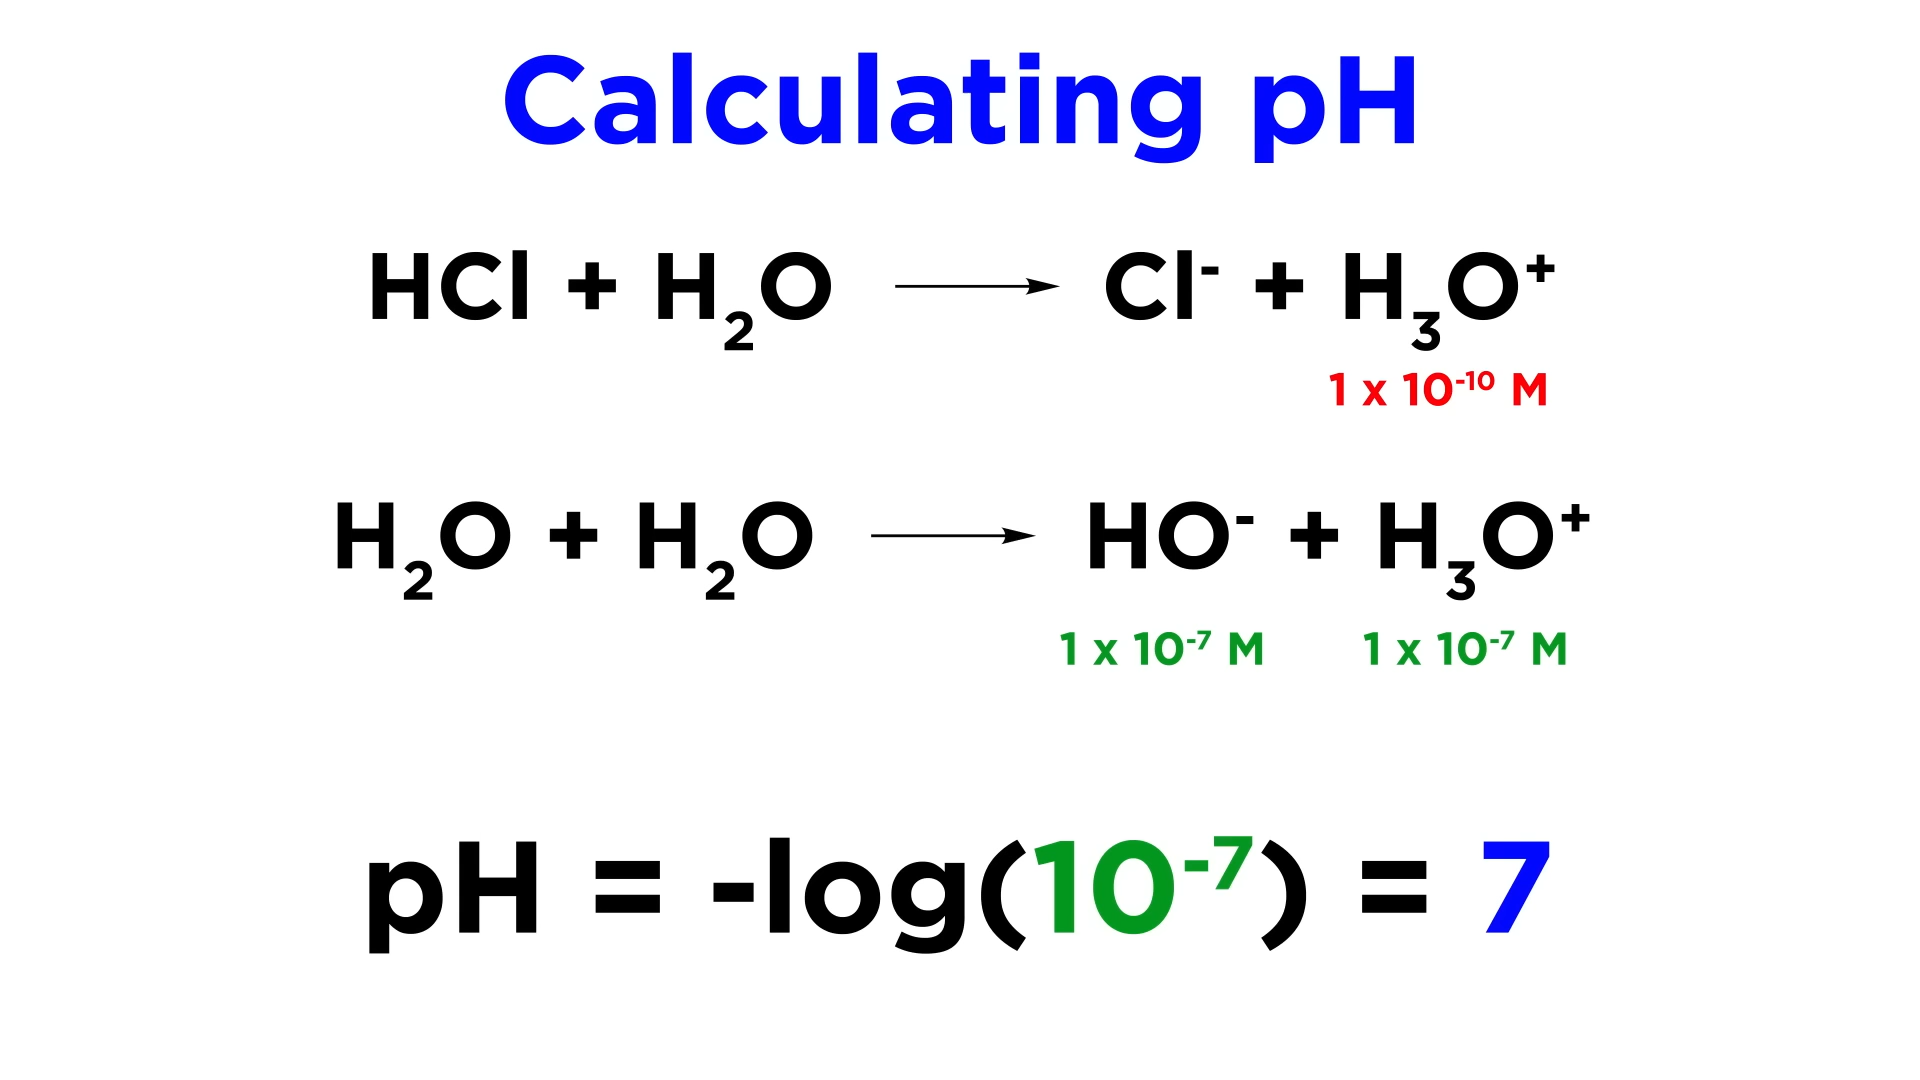 Calculating pH
HCl + H₂O ⟶ Cl⁻ + H₃O⁺
1 x 10⁻¹⁰ M
H₂O + H₂O ⟶ HO⁻ + H₃O⁺
1 x 10⁻⁷ M 1 x 10⁻⁷ M
pH = -log(10⁻⁷) = 7